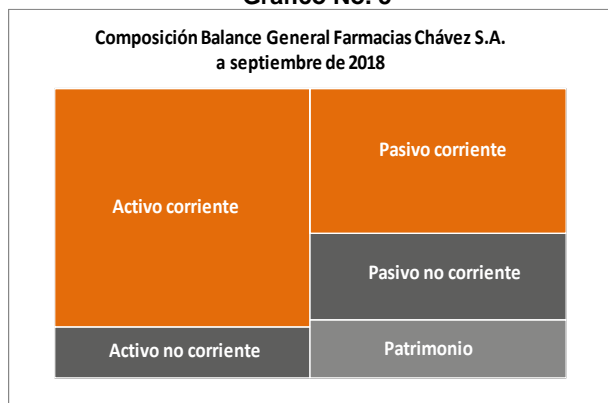 Composición Balance General Farmacias Chávez S.A.
a septiembre de 2018
Activo corriente
Activo no corriente
Pasivo corriente
Pasivo no corriente
Patrimonio